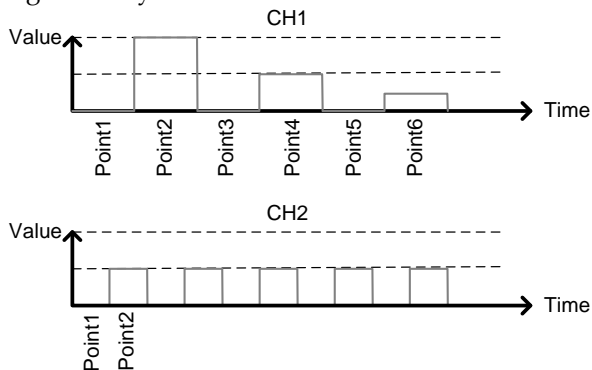 CH1
Value
Time
Point1
Point2
Point3
Point4
Point5
Point6
CH2
Value
Time
Point1
Point2